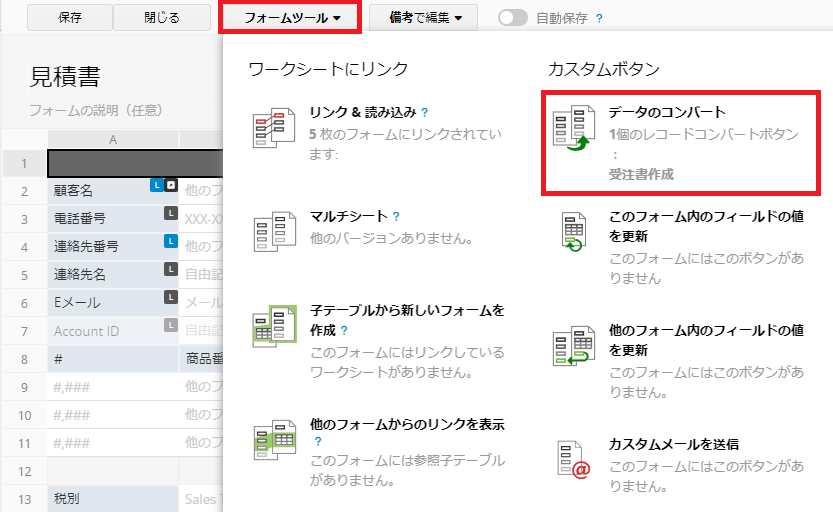 保存
閉じる
フォームツール
備考で編集
自動保存 ?
見積書
フォームの説明（任意）
A
1
2 顧客名 L 他のフ
3 電話番号 L XXX-XX
4 連絡先番号 L 他のフ
5 連絡先名 L 自由記
6 Eメール L メール
7 Account ID L 自由記
8 # 商品番
9 #,### 他のフ
10 #,### 他のフ
11 #,### 他のフ
12
13 税別 Sales T
ワークシートにリンク
リンク & 読み込み ?
5 枚のフォームにリンクされてい
ます:
マルチシート ?
他のバージョンありません。
子テーブルから新しいフォームを
作成 ?
このフォームにはリンクしている
ワークシートがありません。
他のフォームからのリンクを表示
?
このフォームには参照子テーブル
がありません。
カスタムボタン
データのコンバート
1個のレコードコンバートボタン
:
受注書作成
このフォーム内のフィールドの値
を更新
このフォームにはこのボタンがあ
りません
他のフォーム内のフィールドの値
を更新
このフォームにはこのボタンがあ
りません。
カスタムメールを送信
このフォームにはこのボタンがあ
りません。